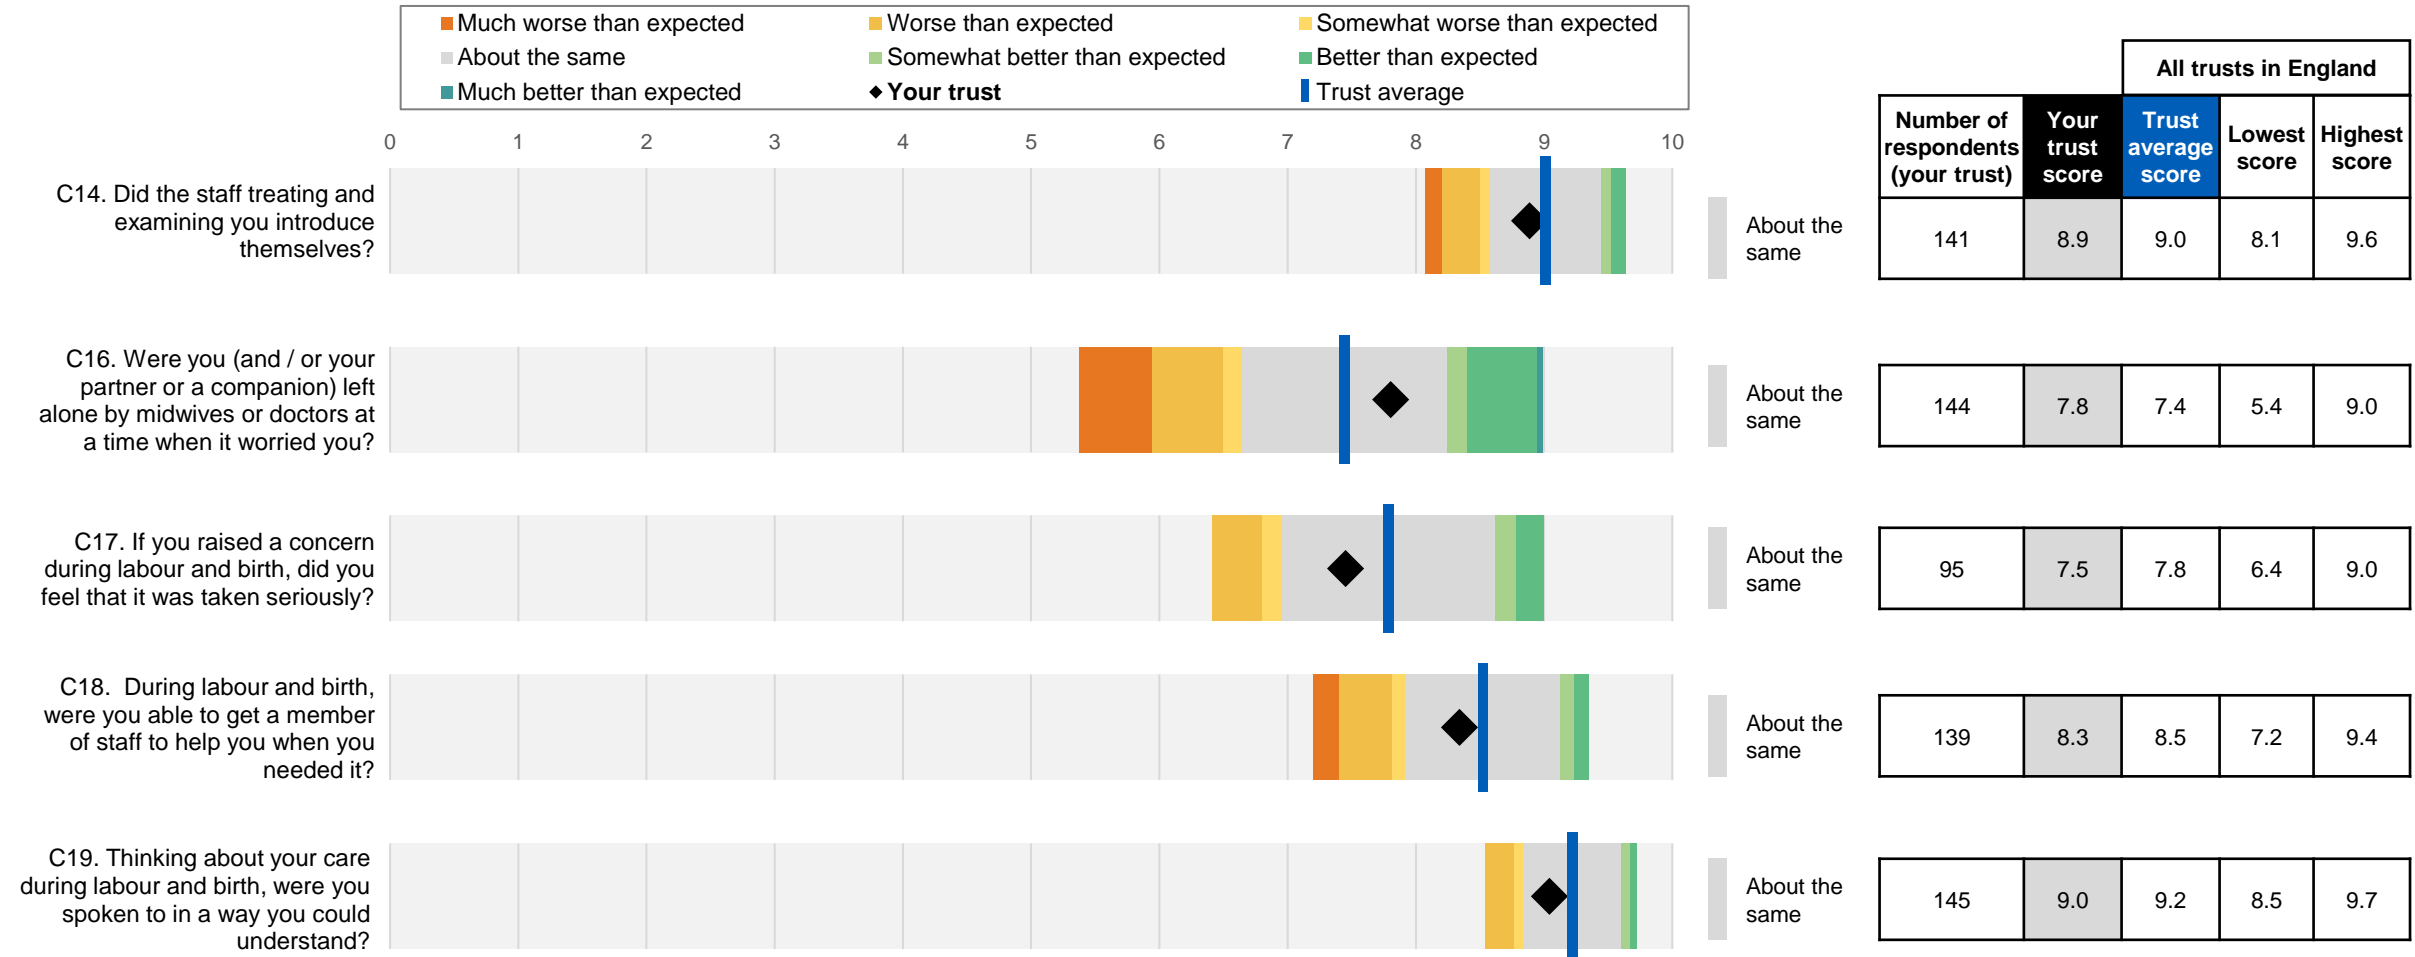 Much worse than expected
Worse than expected
Somewhat worse than expected
About the same
Somewhat better than expected
Better than expected
Much better than expected
Your trust
Trust average
All trusts in England
Number of
respondents
(your trust)
Your
trust
score
Trust
average
score
Lowest
score
Highest
score
0 1 2 3 4 5 6 7 8 9 10
C14. Did the staff treating and
examining you introduce
themselves?
About the
same
141 8.9 9.0 8.1 9.6
C16. Were you (and / or your
partner or a companion) left
alone by midwives or doctors at
a time when it worried you?
About the
same
144 7.8 7.4 5.4 9.0
C17. If you raised a concern
during labour and birth, did you
feel that it was taken seriously?
About the
same
95 7.5 7.8 6.4 9.0
C18. During labour and birth,
were you able to get a member
of staff to help you when you
needed it?
About the
same
139 8.3 8.5 7.2 9.4
C19. Thinking about your care
during labour and birth, were you
spoken to in a way you could
understand?
About the
same
145 9.0 9.2 8.5 9.7